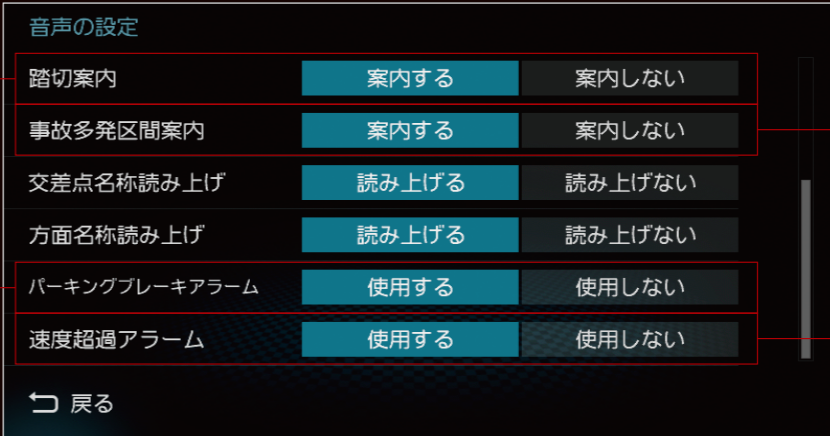 音声の設定
踏切案内 案内する 案内しない
事故多発区間案内 案内する 案内しない
交差点名称読み上げ 読み上げる 読み上げない
方面名称読み上げ 読み上げる 読み上げない
パーキングブレーキアラーム 使用する 使用しない
速度超過アラーム 使用する 使用しない
戻る